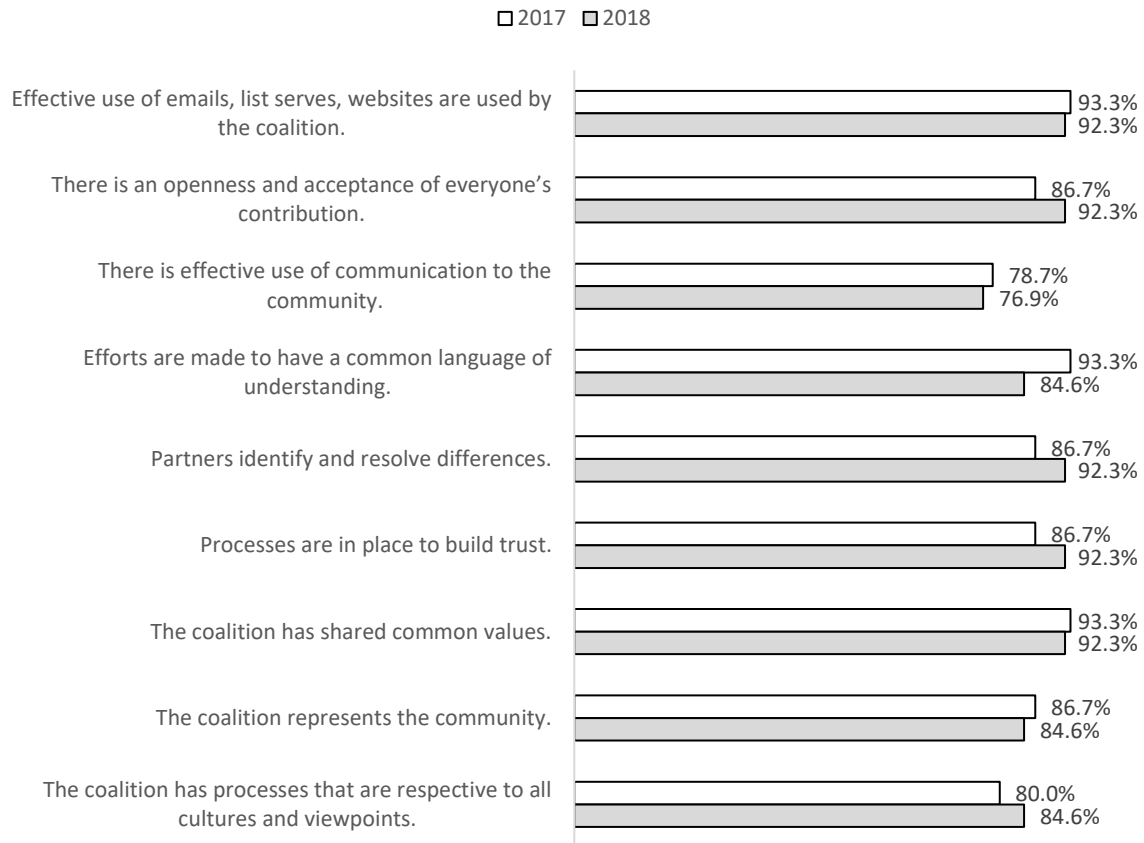 2017 2018
Effective use of emails, list serves, websites are used by
the coalition.
93.3%
92.3%
There is an openness and acceptance of everyone’s
contribution.
86.7%
92.3%
There is effective use of communication to the
community.
78.7%
76.9%
Efforts are made to have a common language of
understanding.
93.3%
84.6%
Partners identify and resolve differences.
86.7%
92.3%
Processes are in place to build trust.
86.7%
92.3%
The coalition has shared common values.
93.3%
92.3%
The coalition represents the community.
86.7%
84.6%
The coalition has processes that are respective to all
cultures and viewpoints.
80.0%
84.6%